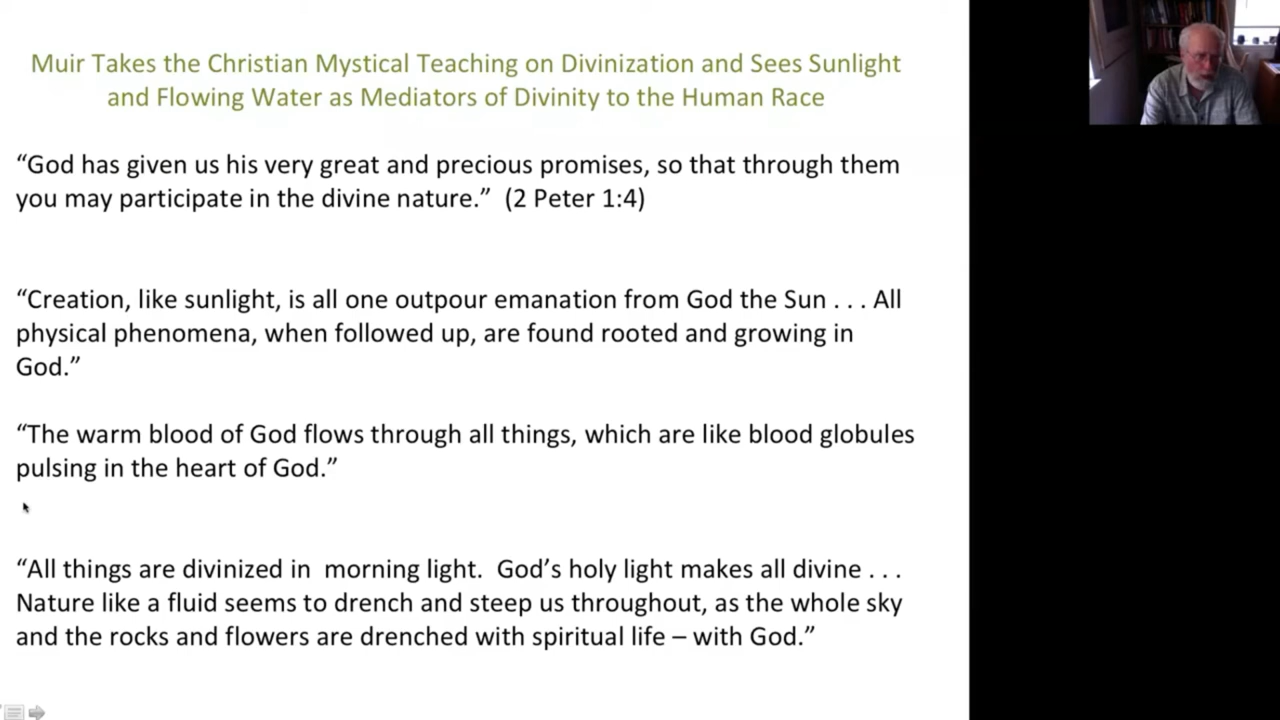 Muir Takes the Christian Mystical Teaching on Divinization and Sees Sunlight
and Flowing Water as Mediators of Divinity to the Human Race
“God has given us his very great and precious promises, so that through them
you may participate in the divine nature.”  (2 Peter 1:4)
“Creation, like sunlight, is all one outpour emanation from God the Sun . . . All
physical phenomena, when followed up, are found rooted and growing in
God.”
“The warm blood of God flows through all things, which are like blood globules
pulsing in the heart of God.”
“All things are divinized in  morning light.  God’s holy light makes all divine . . .
Nature like a fluid seems to drench and steep us throughout, as the whole sky
and the rocks and flowers are drenched with spiritual life – with God.”